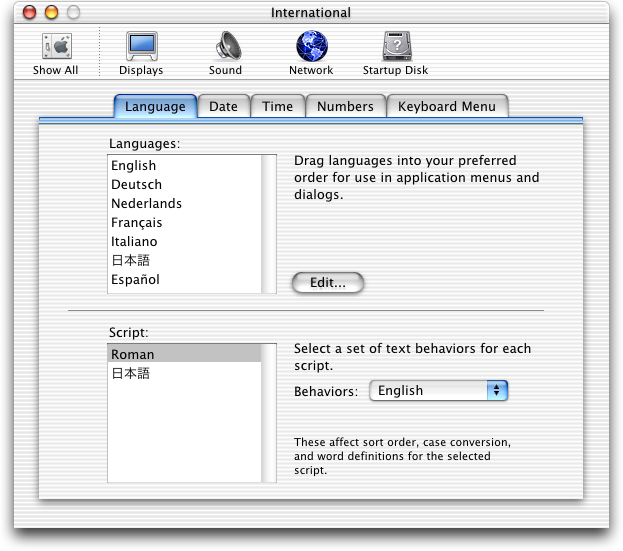 International
Show All
Displays
Sound
Network
Startup Disk
Language
Date
Time
Numbers
Keyboard Menu
Languages:
English
Deutsch
Nederlands
Français
Italiano
日本語
Español
Drag languages into your preferred
order for use in application menus and
dialogs.
Edit...
Script:
Roman
日本語
Select a set of text behaviors for each
script.
Behaviors:
English
These affect sort order, case conversion,
and word definitions for the selected
script.